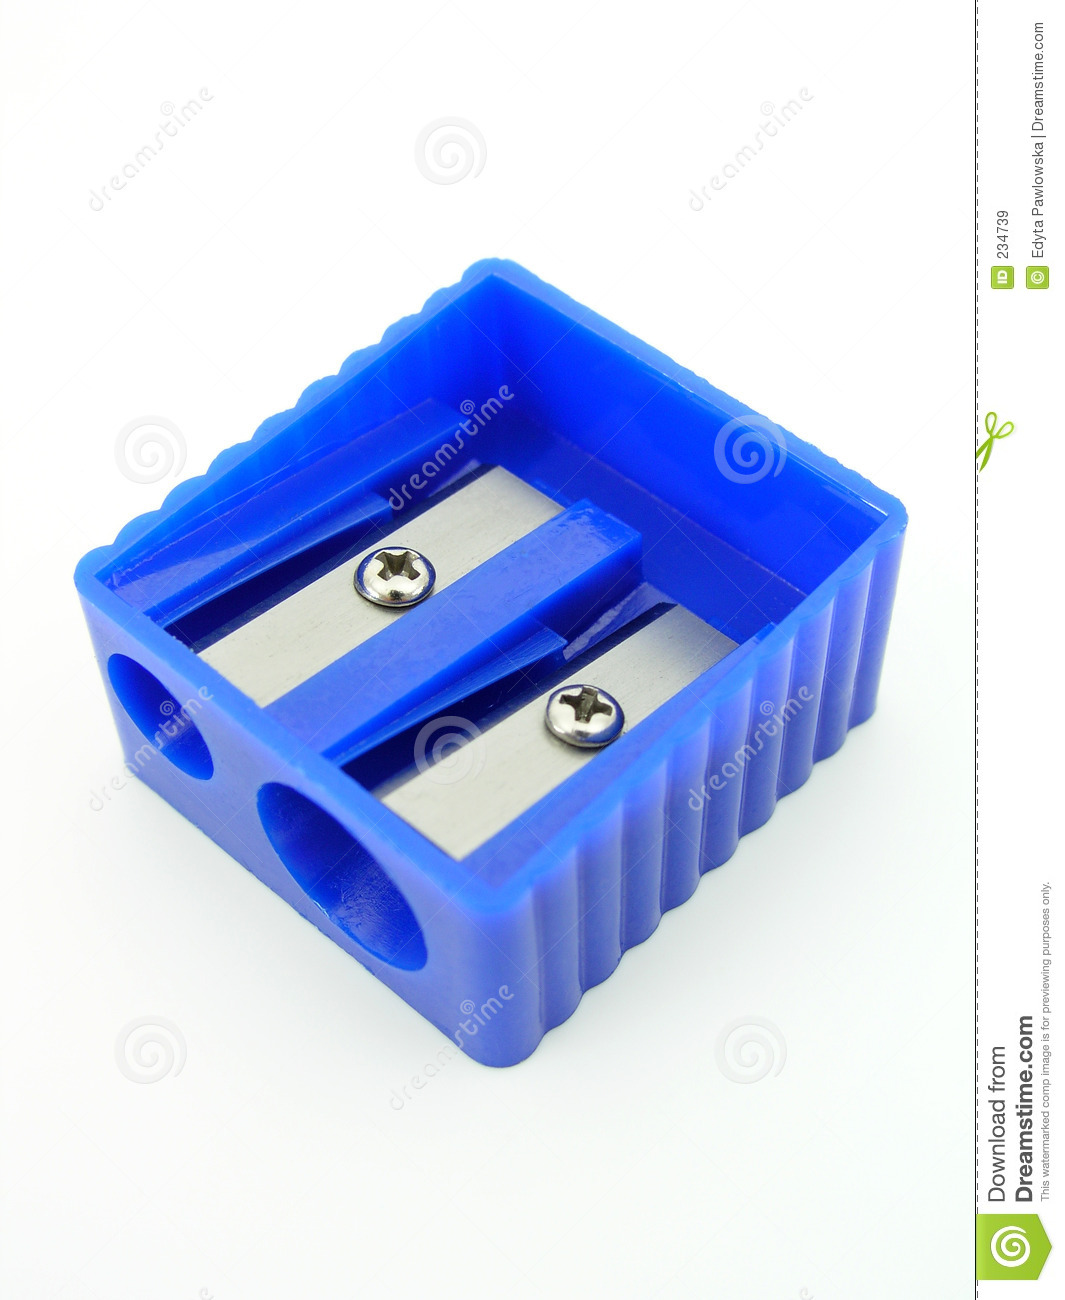 ID 234739
© Edyta Pawlowska | Dreamstime.com
Download from
Dreamstime.com
This watermarked comp image is for previewing purposes only.
dreamstime
dreamstime
dreamstime
dreamstime
dreamstime
dreamstime